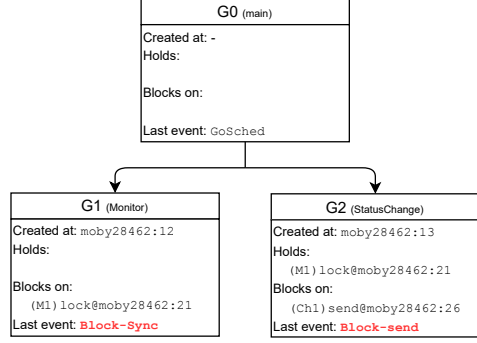 G0 (main)
Created at: -
Holds:
Blocks on:
Last event: GoSched
G1 (Monitor)
Created at: moby28462:12
Holds:
Blocks on:
(M1)lock@moby28462:21
Last event: Block-Sync
G2 (StatusChange)
Created at: moby28462:13
Holds:
(M1)lock@moby28462:21
Blocks on:
(Ch1)send@moby28462:26
Last event: Block-send